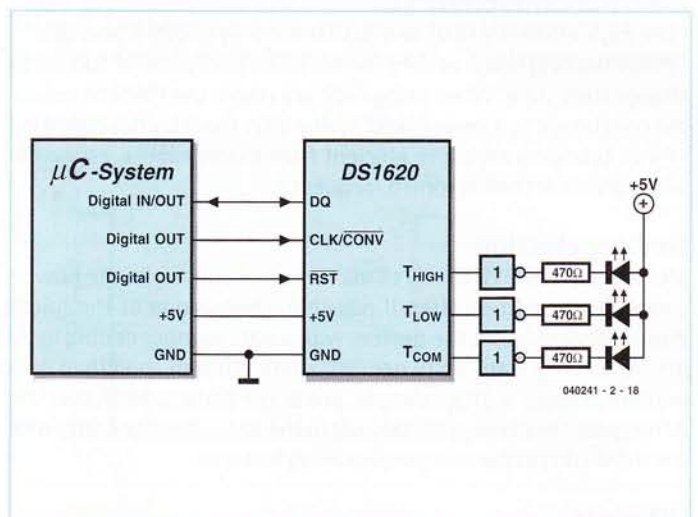 μC-System
Digital IN/OUT
Digital OUT
Digital OUT
+5V
GND
DS1620
DQ
CLK/CONV
RST
+5V
GND
THIGH
TLOW
TCOM
1
1
1
470Ω
470Ω
470Ω
+5V
+
040241 - 2 - 18